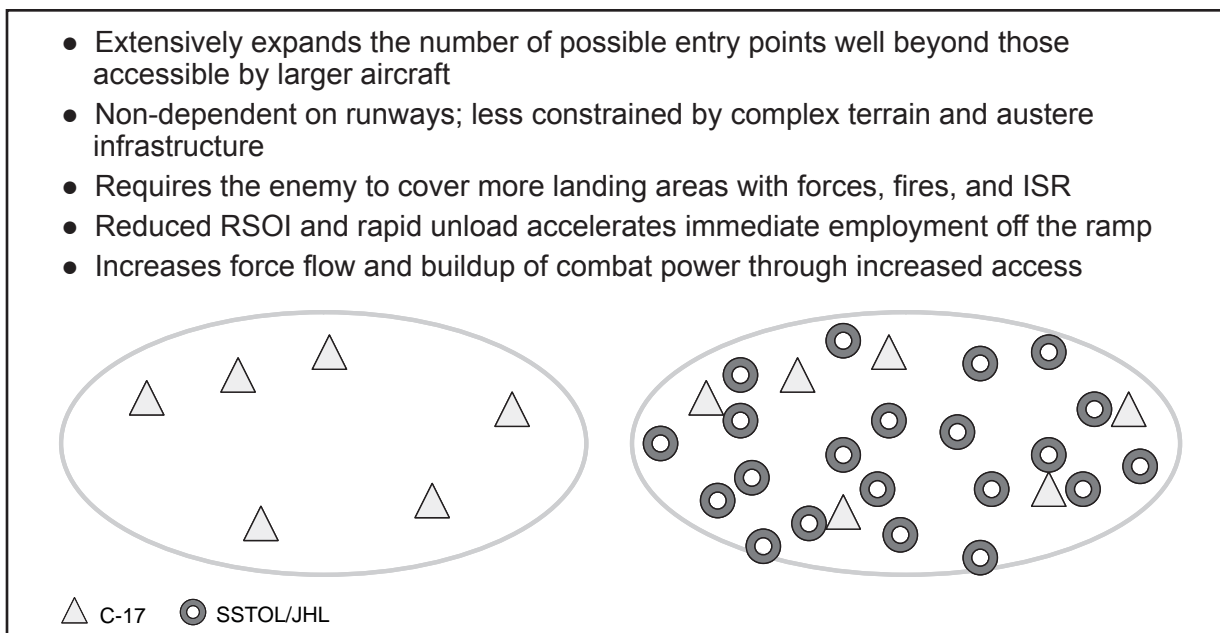 ● Extensively expands the number of possible entry points well beyond those
accessible by larger aircraft
● Non-dependent on runways; less constrained by complex terrain and austere
infrastructure
● Requires the enemy to cover more landing areas with forces, fires, and ISR
● Reduced RSOI and rapid unload accelerates immediate employment off the ramp
● Increases force flow and buildup of combat power through increased access
C-17 SSTOL/JHL